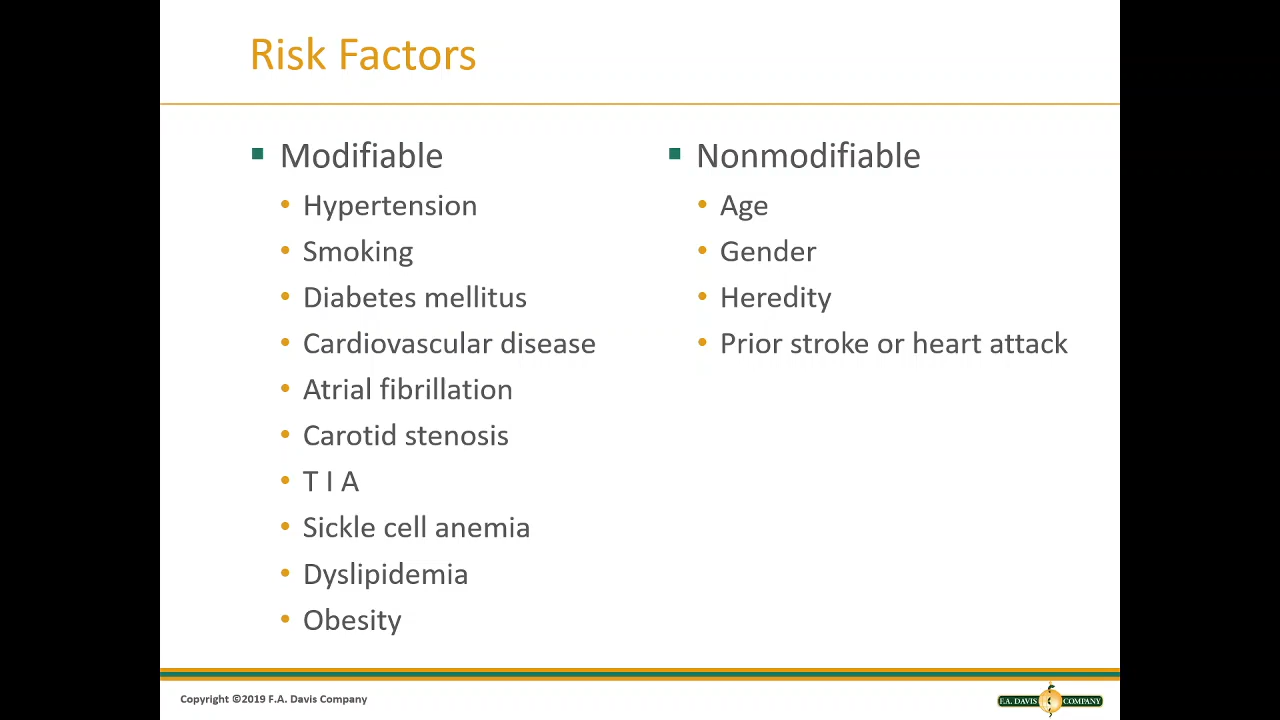 Risk Factors
Modifiable
Hypertension
Smoking
Diabetes mellitus
Cardiovascular disease
Atrial fibrillation
Carotid stenosis
T I A
Sickle cell anemia
Dyslipidemia
Obesity
Nonmodifiable
Age
Gender
Heredity
Prior stroke or heart attack
Copyright ©2019 F.A. Davis Company
F.A. DAVIS COMPANY